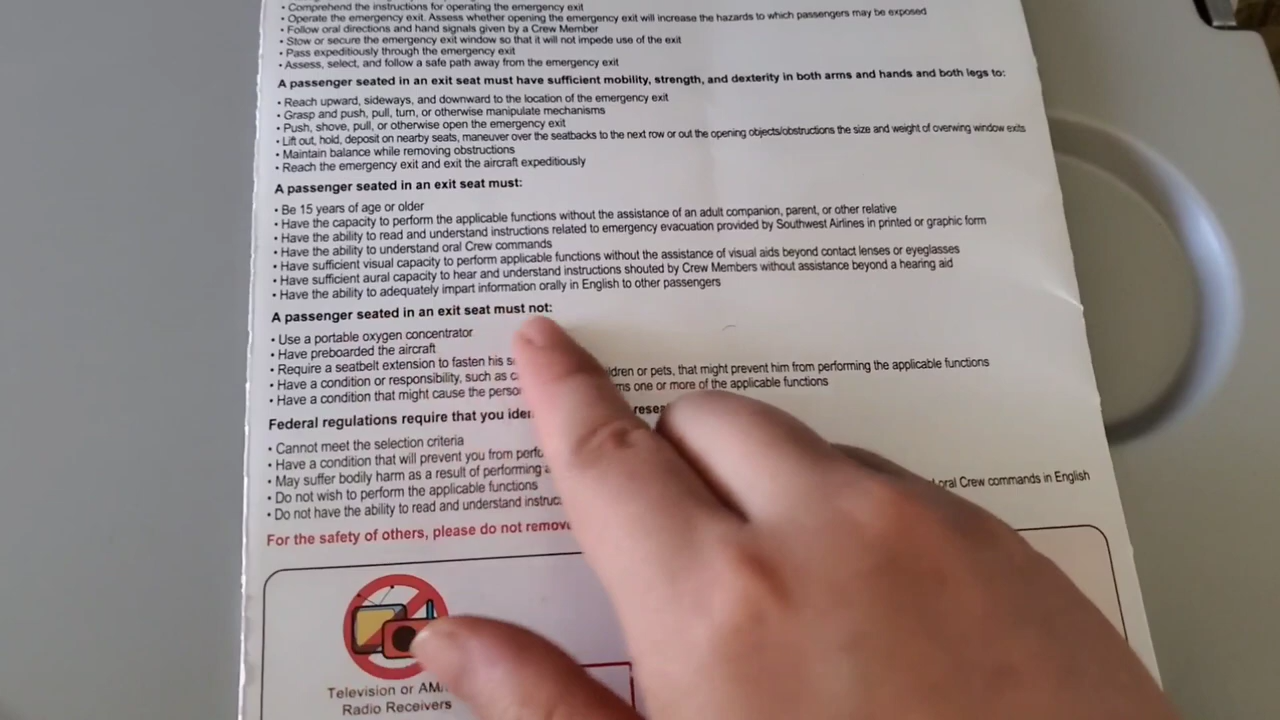 • Comprehend the instructions for operating the emergency exit
• Operate the emergency exit. Assess whether opening the emergency exit will increase the hazards to which passengers may be exposed
• Follow oral directions and hand signals given by a Crew Member
• Stow or secure the emergency exit window so that it will not impede use of the exit
• Pass expeditiously through the emergency exit
• Assess, select, and follow a safe path away from the emergency exit
A passenger seated in an exit seat must have sufficient mobility, strength, and dexterity in both arms and hands and both legs to:
• Reach upward, sideways, and downward to the location of the emergency exit
• Grasp and push, pull, turn, or otherwise manipulate mechanisms
• Push, shove, pull, or otherwise open the emergency exit
• Lift out, hold, deposit on nearby seats, maneuver over the seatbacks to the next row or out the opening objects/obstructions the size and weight of overwing window exits
• Maintain balance while removing obstructions
• Reach the emergency exit and exit the aircraft expeditiously
A passenger seated in an exit seat must:
• Be 15 years of age or older
• Have the capacity to perform the applicable functions without the assistance of an adult companion, parent, or other relative
• Have the ability to read and understand instructions related to emergency evacuation provided by Southwest Airlines in printed or graphic form
• Have the ability to understand oral Crew commands
• Have sufficient visual capacity to perform applicable functions without the assistance of visual aids beyond contact lenses or eyeglasses
• Have sufficient aural capacity to hear and understand instructions shouted by Crew Members without assistance beyond a hearing aid
• Have the ability to adequately impart information orally in English to other passengers
A passenger seated in an exit seat must not:
• Use a portable oxygen concentrator
• Have preboarded the aircraft
• Require a seatbelt extension to fasten his
• Have a condition or responsibility, such as or pets, that might prevent him from performing the applicable functions
• Have a condition that might cause the one or more of the applicable functions
Federal regulations require that you
• Cannot meet the selection criteria
• Have a condition that will prevent you from
• May suffer bodily harm as a result of performing
• Do not wish to perform the applicable functions
• Do not have the ability to read and understand oral Crew commands in English
For the safety of others, please do not
Television or
Radio Receivers